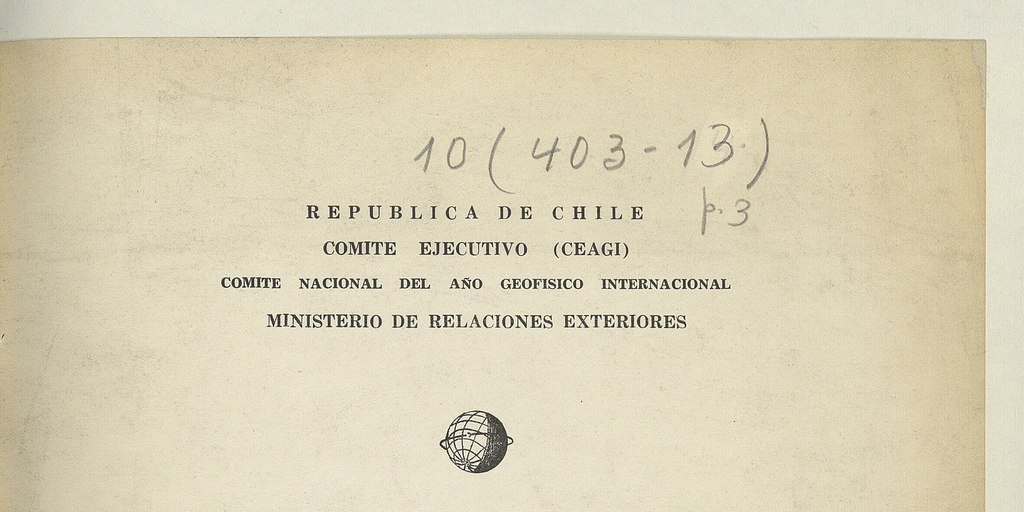 10 (403-13)
p. 3
REPUBLICA DE CHILE
COMITE EJECUTIVO (CEAGI)
COMITE NACIONAL DEL AÑO GEOFISICO INTERNACIONAL
MINISTERIO DE RELACIONES EXTERIORES